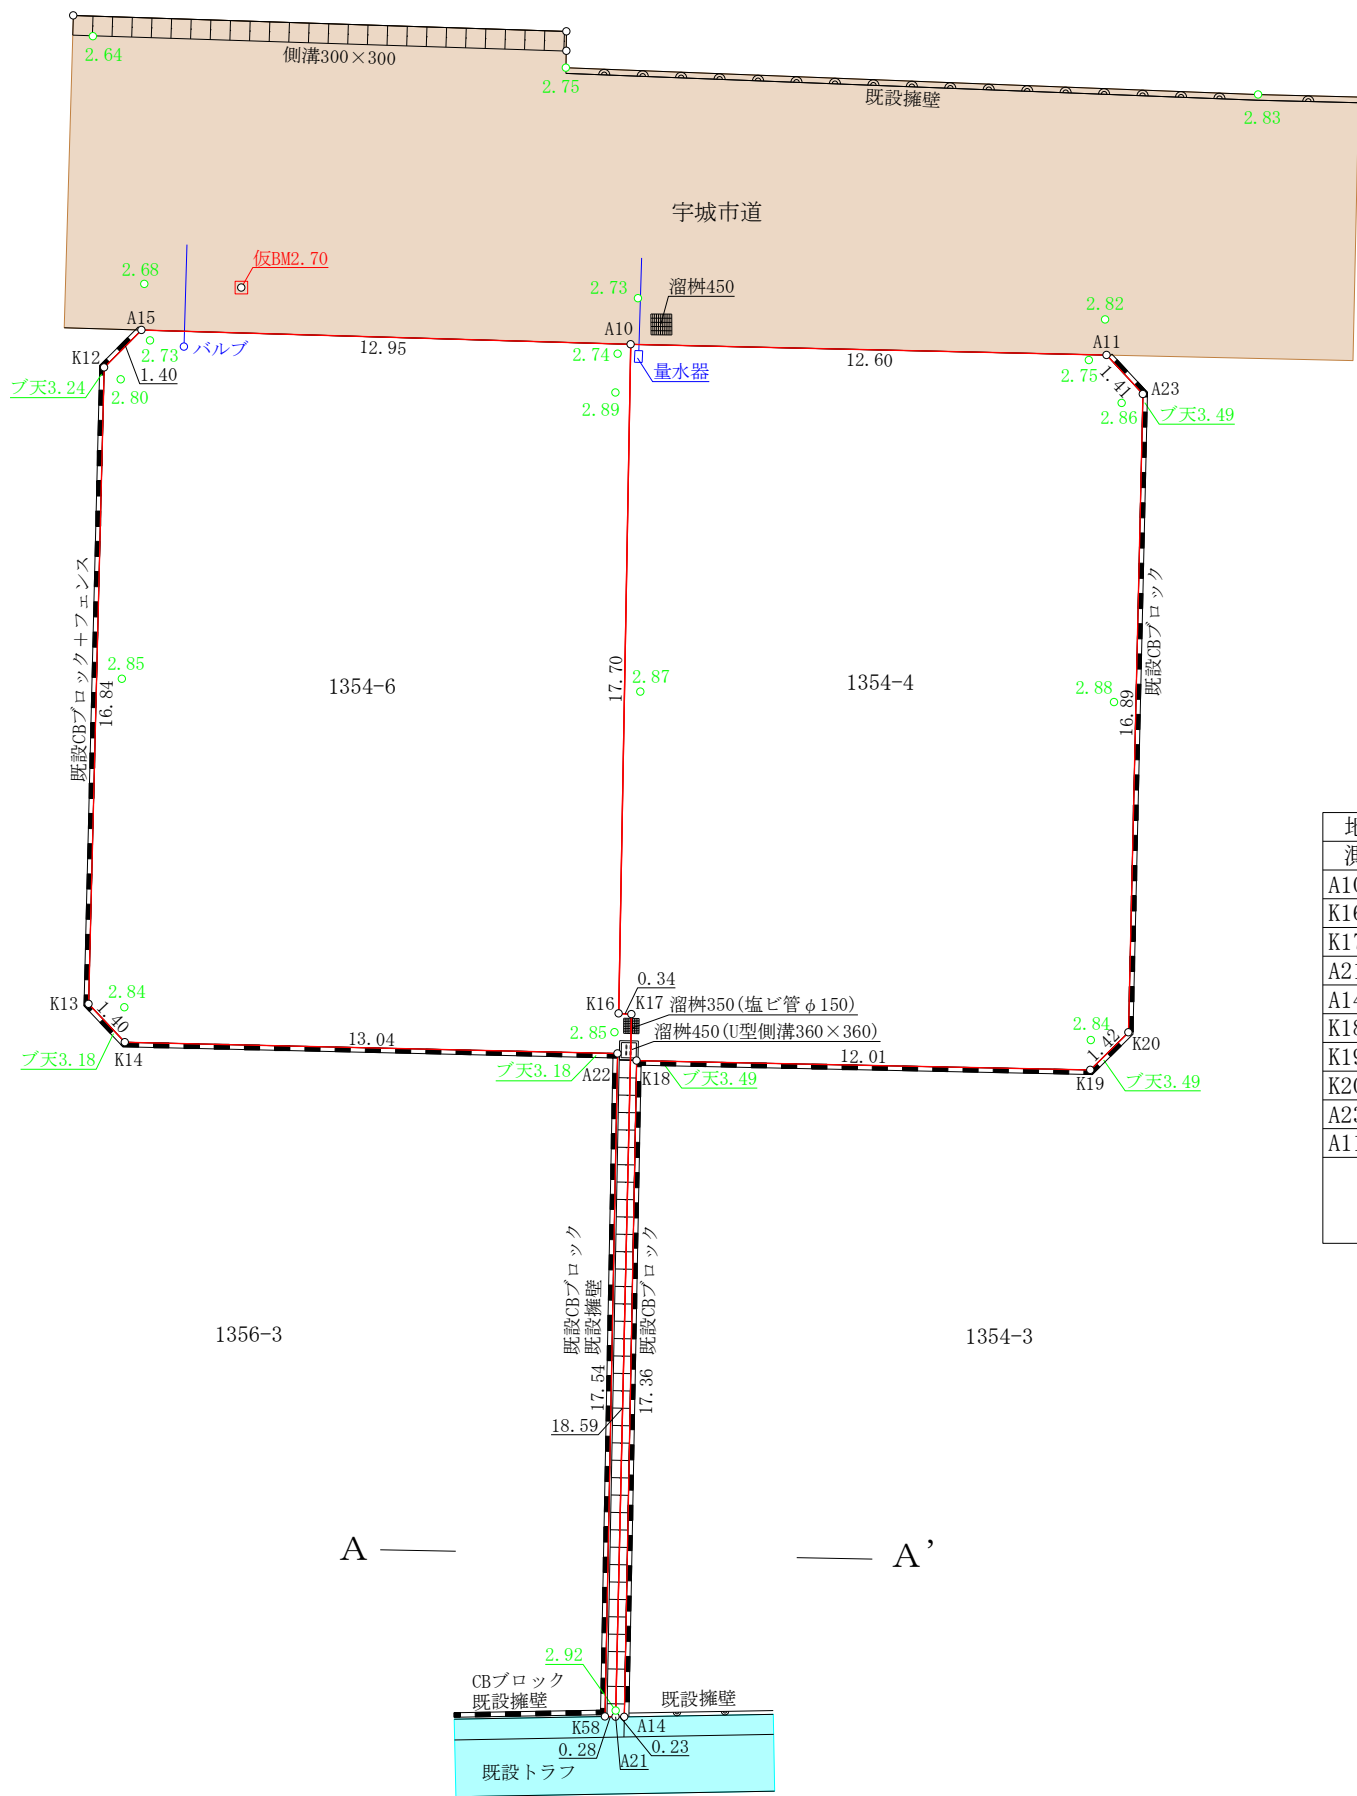 2.64
側溝300×300
2.75
既設擁壁
2.83
宇城市道
仮BM2.70
2.68
2.73
溜桝450
2.82
A15
A10
A11
K12
2.73
バルブ
12.95
2.74
量水器
12.60
2.75
1.41
A23
ブ天3.24
2.80
1.40
2.89
2.86
ブ天3.49
既設CBブロック＋フェンス
既設CBブロック
2.85
16.84
1354-6
17.70
2.87
1354-4
2.88
16.89
地
測
A10
K16
K17
A21
A14
K18
K19
K20
A23
A11
0.34
K13
2.84
1.40
K16
K17
溜桝350(塩ビ管φ150)
2.85
溜桝450(U型側溝360×360)
2.84
1.42
K20
ブ天3.18
K14
13.04
ブ天3.18
A22
K18
ブ天3.49
12.01
K19
ブ天3.49
既設CBブロック
既設擁壁
既設CBブロック
1356-3
1354-3
17.54
17.36
18.59
A
A’
2.92
CBブロック
既設擁壁
既設擁壁
K58
A14
0.28
A21
0.23
既設トラフ